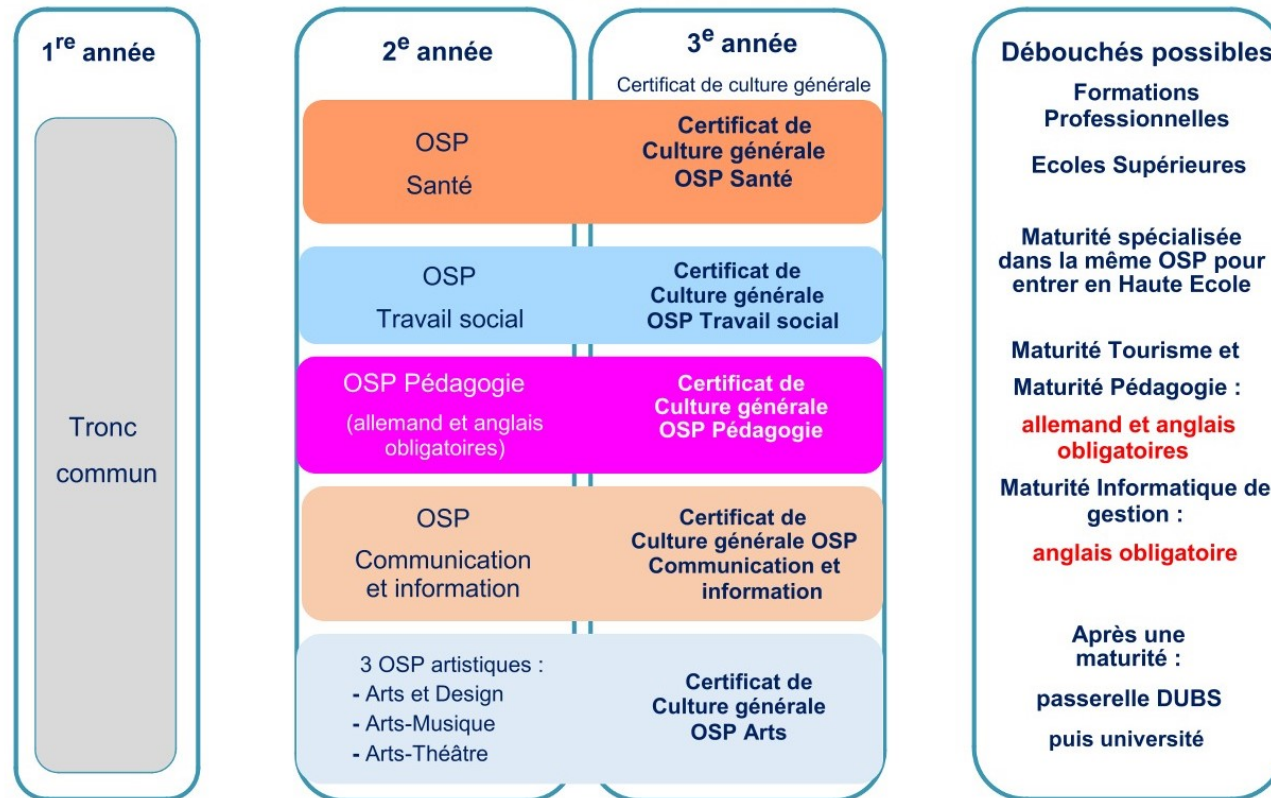 1re année
Tronc
commun
2e année
3e année
Certificat de culture générale
OSP
Santé
Certificat de
Culture générale
OSP Santé
OSP
Travail social
Certificat de
Culture générale
OSP Travail social
OSP Pédagogie
(allemand et anglais
obligatoires)
Certificat de
Culture générale
OSP Pédagogie
OSP
Communication
et information
Certificat de
Culture générale OSP
Communication et
information
3 OSP artistiques :
- Arts et Design
- Arts-Musique
- Arts-Théâtre
Certificat de
Culture générale
OSP Arts
Débouchés possibles
Formations
Professionnelles
Ecoles Supérieures
Maturité spécialisée
dans la même OSP pour
entrer en Haute Ecole
Maturité Tourisme et
Maturité Pédagogie :
allemand et anglais
obligatoires
Maturité Informatique de
gestion :
anglais obligatoire
Après une
maturité :
passerelle DUBS
puis université